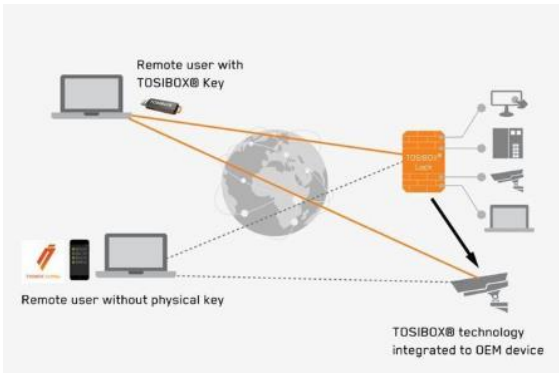 Remote user with
TOSIBOX® Key
TOSIBOX®
Lock
Remote user without physical key
TOSIBOX® technology
integrated to OEM device